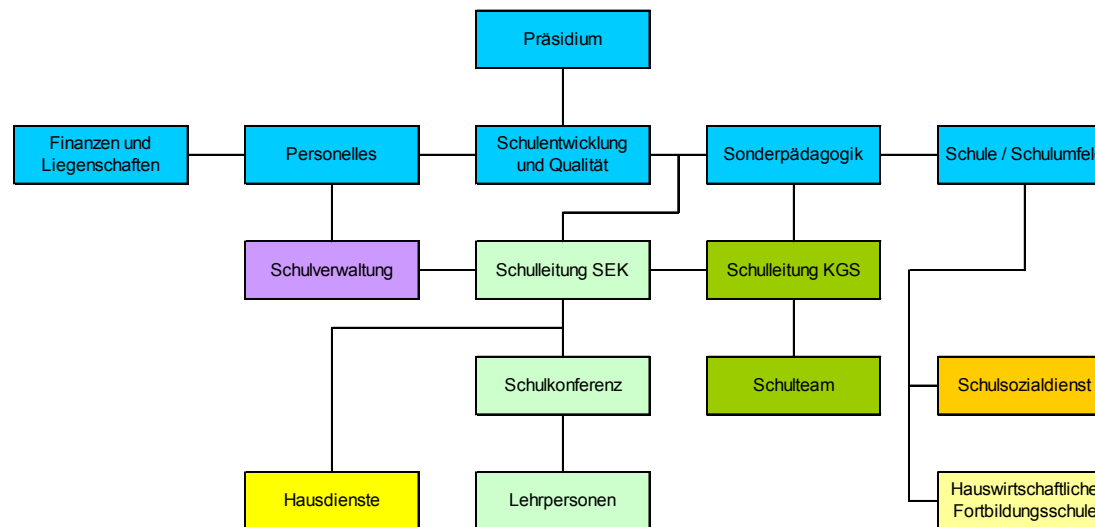 Präsidium
Finanzen und
Liegenschaften
Personelles
Schulentwicklung
und Qualität
Sonderpädagogik
Schule / Schulumfeld
Schulverwaltung
Schulleitung SEK
Schulleitung KGS
Schulkonferenz
Schulteam
Schulsozialdienst
Hausdienste
Lehrpersonen
Hauswirtschaftliche
Fortbildungsschule